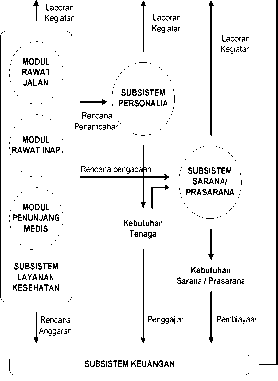 Laporan
Kegiatan
Laporan
Kegiatan
Laporan
Kegiatan
MODUL
RAWAT
JALAN
SUBSISTEM
PERSONALIA
Rencana
Penambahan
MODUL
RAWAT INAP
Rencana pengadaan
SUBSISTEM
SARANA/
PRASARANA
MODUL
PENUNJANG
MEDIS
Kebutuhan
Tenaga
SUBSISTEM
LAYANAN
KESEHATAN
Kebutuhan
Sarana / Prasarana
Rencana
Anggaran
Penggajian
Pembiayaan
SUBSISTEM KEUANGAN